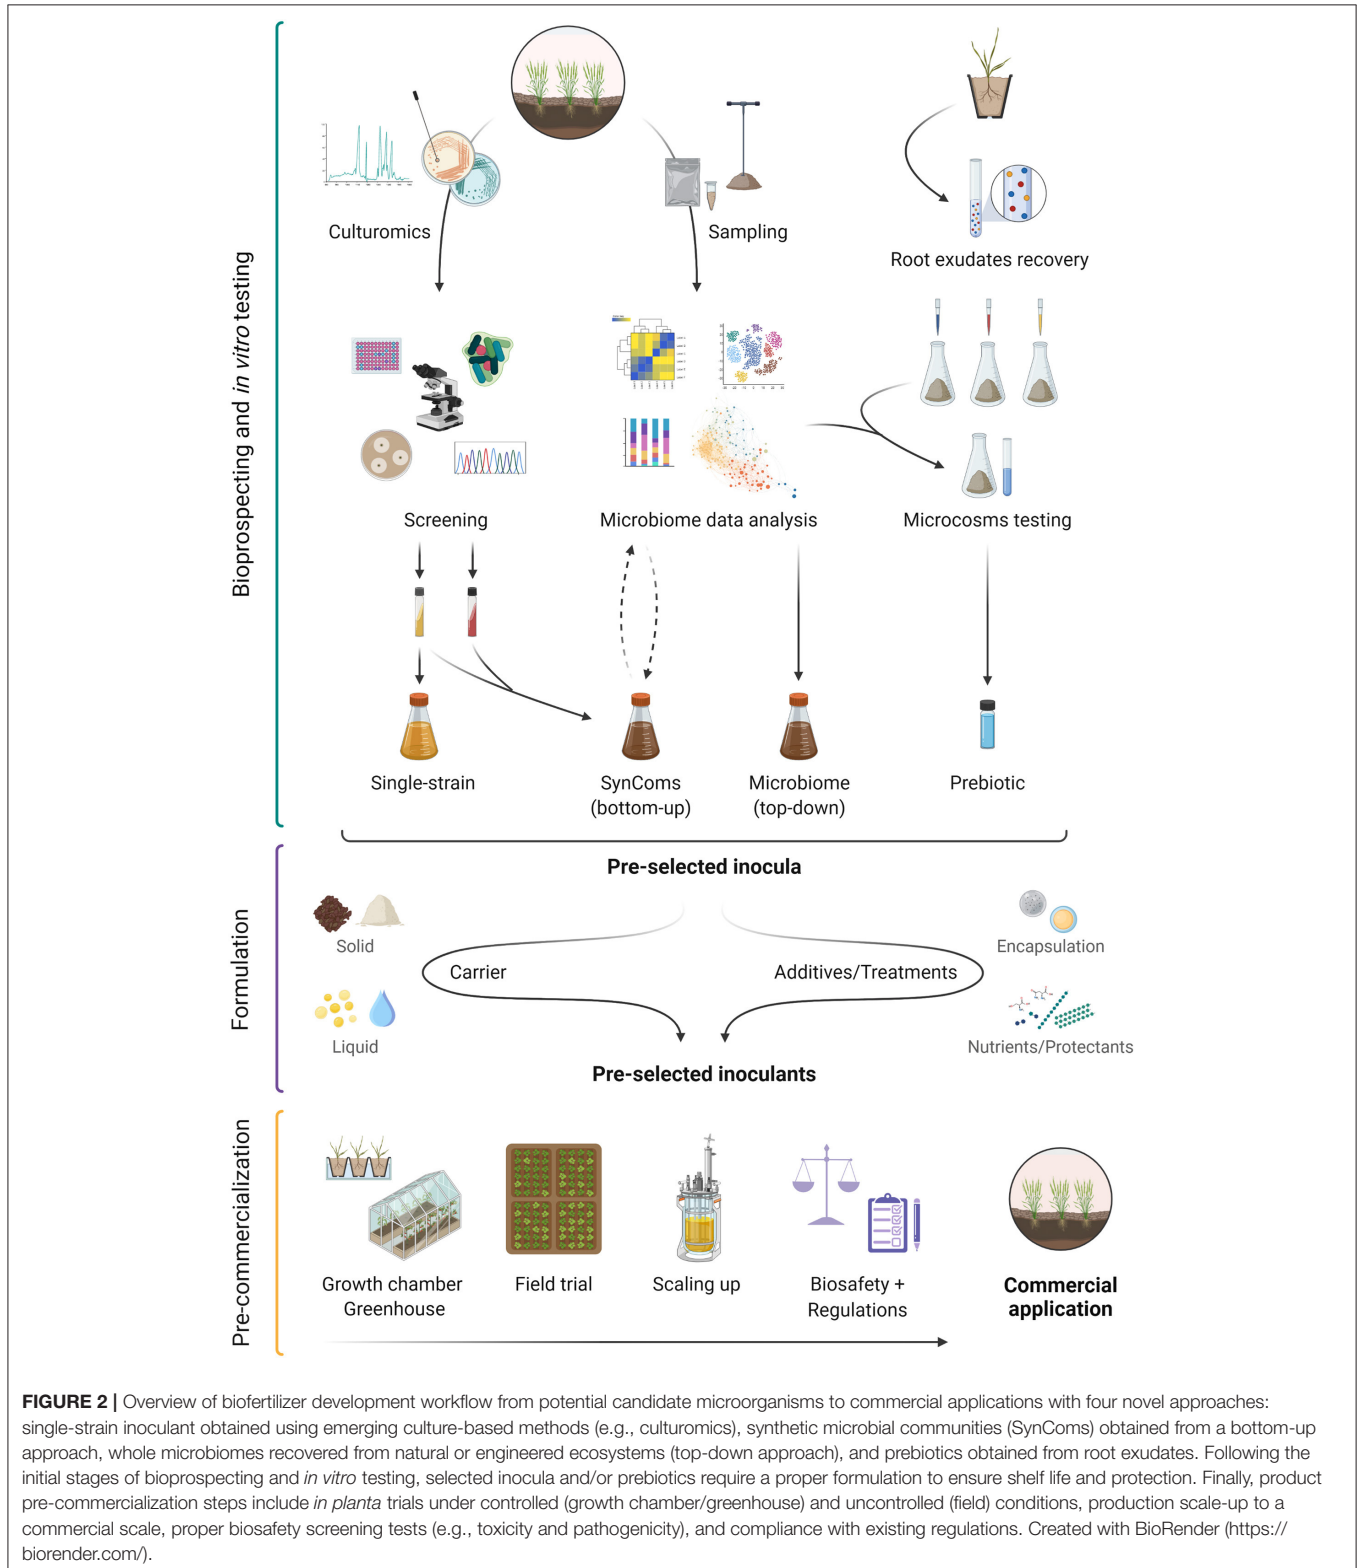 Bioprospecting and in vitro testing
Culturomics
Sampling
Root exudates recovery
Screening
Microbiome data analysis
Microcosms testing
Single-strain
SynComs
(bottom-up)
Microbiome
(top-down)
Prebiotic
Pre-selected inocula
Formulation
Solid
Liquid
Carrier
Additives/Treatments
Encapsulation
Nutrients/Protectants
Pre-selected inoculants
Pre-commercialization
Growth chamber
Greenhouse
Field trial
Scaling up
Biosafety +
Regulations
Commercial
application
FIGURE 2 | Overview of biofertilizer development workflow from potential candidate microorganisms to commercial applications with four novel approaches:
single-strain inoculant obtained using emerging culture-based methods (e.g., culturomics), synthetic microbial communities (SynComs) obtained from a bottom-up
approach, whole microbiomes recovered from natural or engineered ecosystems (top-down approach), and prebiotics obtained from root exudates. Following the
initial stages of bioprospecting and in vitro testing, selected inocula and/or prebiotics require a proper formulation to ensure shelf life and protection. Finally, product
pre-commercialization steps include in planta trials under controlled (growth chamber/greenhouse) and uncontrolled (field) conditions, production scale-up to a
commercial scale, proper biosafety screening tests (e.g., toxicity and pathogenicity), and compliance with existing regulations. Created with BioRender (https://
biorender.com/).